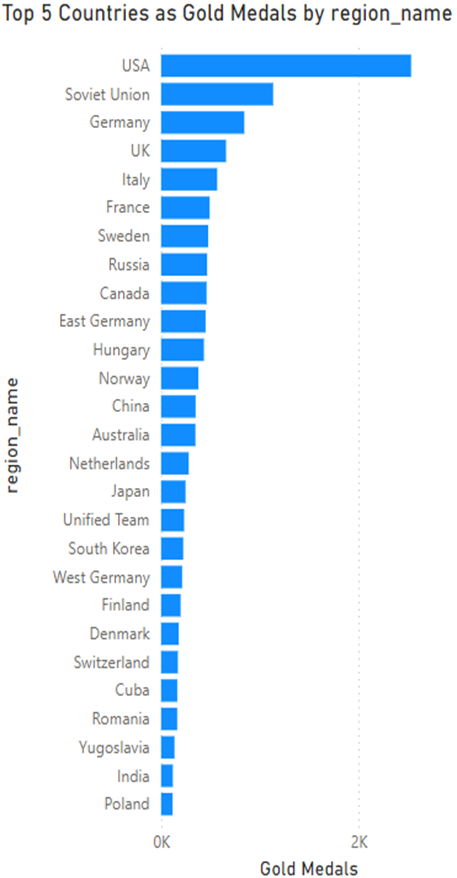 Top 5 Countries as Gold Medals by region_name
USA
Soviet Union
Germany
UK
Italy
France
Sweden
Russia
Canada
East Germany
Hungary
Norway
China
Australia
Netherlands
Japan
Unified Team
South Korea
West Germany
Finland
Denmark
Switzerland
Cuba
Romania
Yugoslavia
India
Poland
region_name
0K 2K
Gold Medals